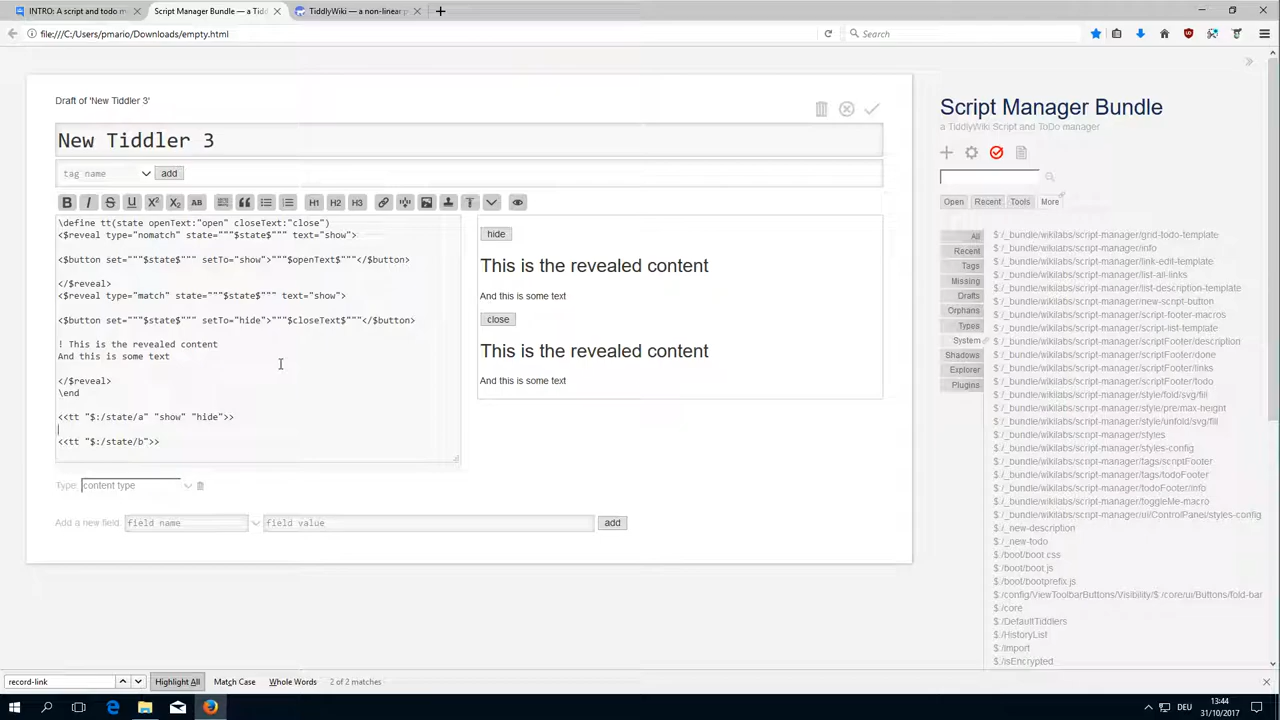 INTRO: A script and todo m
Script Manager Bundle — a Tid
TiddlyWiki — a non-linear p
file:///C:/Users/pmario/Downloads/empty.html
Search
Draft of 'New Tiddler 3'
New Tiddler 3
tag name
add
B I S U X² X₂ AB
H1 H2 H3
\define tt(state openText:"open" closeText:"close")
<$reveal type="nomatch" state="""$state$""" text="show">
<$button set="""$state$""" setTo="show">"""$openText$"""</$button>
</$reveal>
<$reveal type="match" state="""$state$""" text="show">
<$button set="""$state$""" setTo="hide">"""$closeText$"""</$button>
! This is the revealed content
And this is some text
</$reveal>
\end
<<tt "$:/state/a" "show" "hide">>
<<tt "$:/state/b">>
hide
This is the revealed content
And this is some text
close
This is the revealed content
And this is some text
Type:
content type
Add a new field:
field name
field value
add
Script Manager Bundle
a TiddlyWiki Script and ToDo manager
Open
Recent
Tools
More
All
Recent
Tags
Missing
Drafts
Orphans
Types
System
Shadows
Explorer
Plugins
$:/_bundle/wikilabs/script-manager/grid-todo-template
$:/_bundle/wikilabs/script-manager/info
$:/_bundle/wikilabs/script-manager/link-edit-template
$:/_bundle/wikilabs/script-manager/list-all-links
$:/_bundle/wikilabs/script-manager/list-description-template
$:/_bundle/wikilabs/script-manager/new-script-button
$:/_bundle/wikilabs/script-manager/script-footer-macros
$:/_bundle/wikilabs/script-manager/script-list-template
$:/_bundle/wikilabs/script-manager/scriptFooter/description
$:/_bundle/wikilabs/script-manager/scriptFooter/done
$:/_bundle/wikilabs/script-manager/scriptFooter/links
$:/_bundle/wikilabs/script-manager/scriptFooter/todo
$:/_bundle/wikilabs/script-manager/style/fold/svg/fill
$:/_bundle/wikilabs/script-manager/style/pre/max-height
$:/_bundle/wikilabs/script-manager/style/unfold/svg/fill
$:/_bundle/wikilabs/script-manager/styles
$:/_bundle/wikilabs/script-manager/styles-config
$:/_bundle/wikilabs/script-manager/tags/scriptFooter
$:/_bundle/wikilabs/script-manager/tags/todoFooter
$:/_bundle/wikilabs/script-manager/todoFooter/info
$:/_bundle/wikilabs/script-manager/toggleMe-macro
$:/_bundle/wikilabs/script-manager/ui/ControlPanel/styles-config
$:/_new-description
$:/_new-todo
$:/boot/boot.css
$:/boot/boot.js
$:/boot/bootprefix.js
$:/config/ViewToolbarButtons/Visibility/$:/core/ui/Buttons/fold-bar
$:/core
$:/DefaultTiddlers
$:/HistoryList
$:/Import
$:/isEncrypted
record-link
Highlight All
Match Case
Whole Words
2 of 2 matches
DEU
13:44
31/10/2017